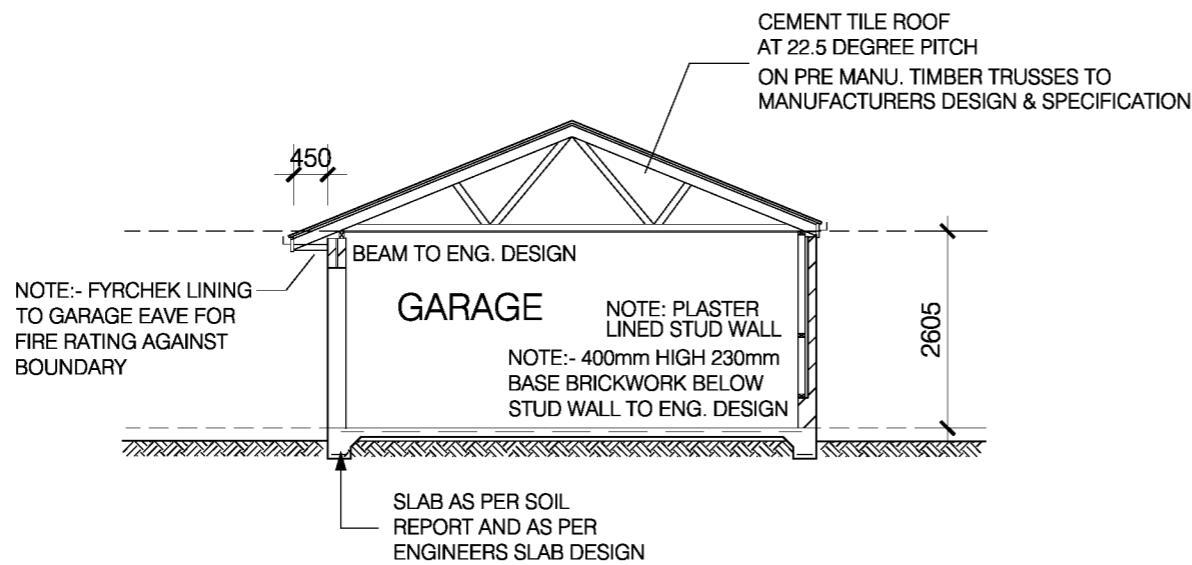 CEMENT TILE ROOF
AT 22.5 DEGREE PITCH
ON PRE MANU. TIMBER TRUSSES TO
MANUFACTURERS DESIGN & SPECIFICATION
450
BEAM TO ENG. DESIGN
NOTE:- FYRCHEK LINING
TO GARAGE EAVE FOR
FIRE RATING AGAINST
BOUNDARY
GARAGE
NOTE: PLASTER
LINED STUD WALL
NOTE:- 400mm HIGH 230mm
BASE BRICKWORK BELOW
STUD WALL TO ENG. DESIGN
2605
SLAB AS PER SOIL
REPORT AND AS PER
ENGINEERS SLAB DESIGN